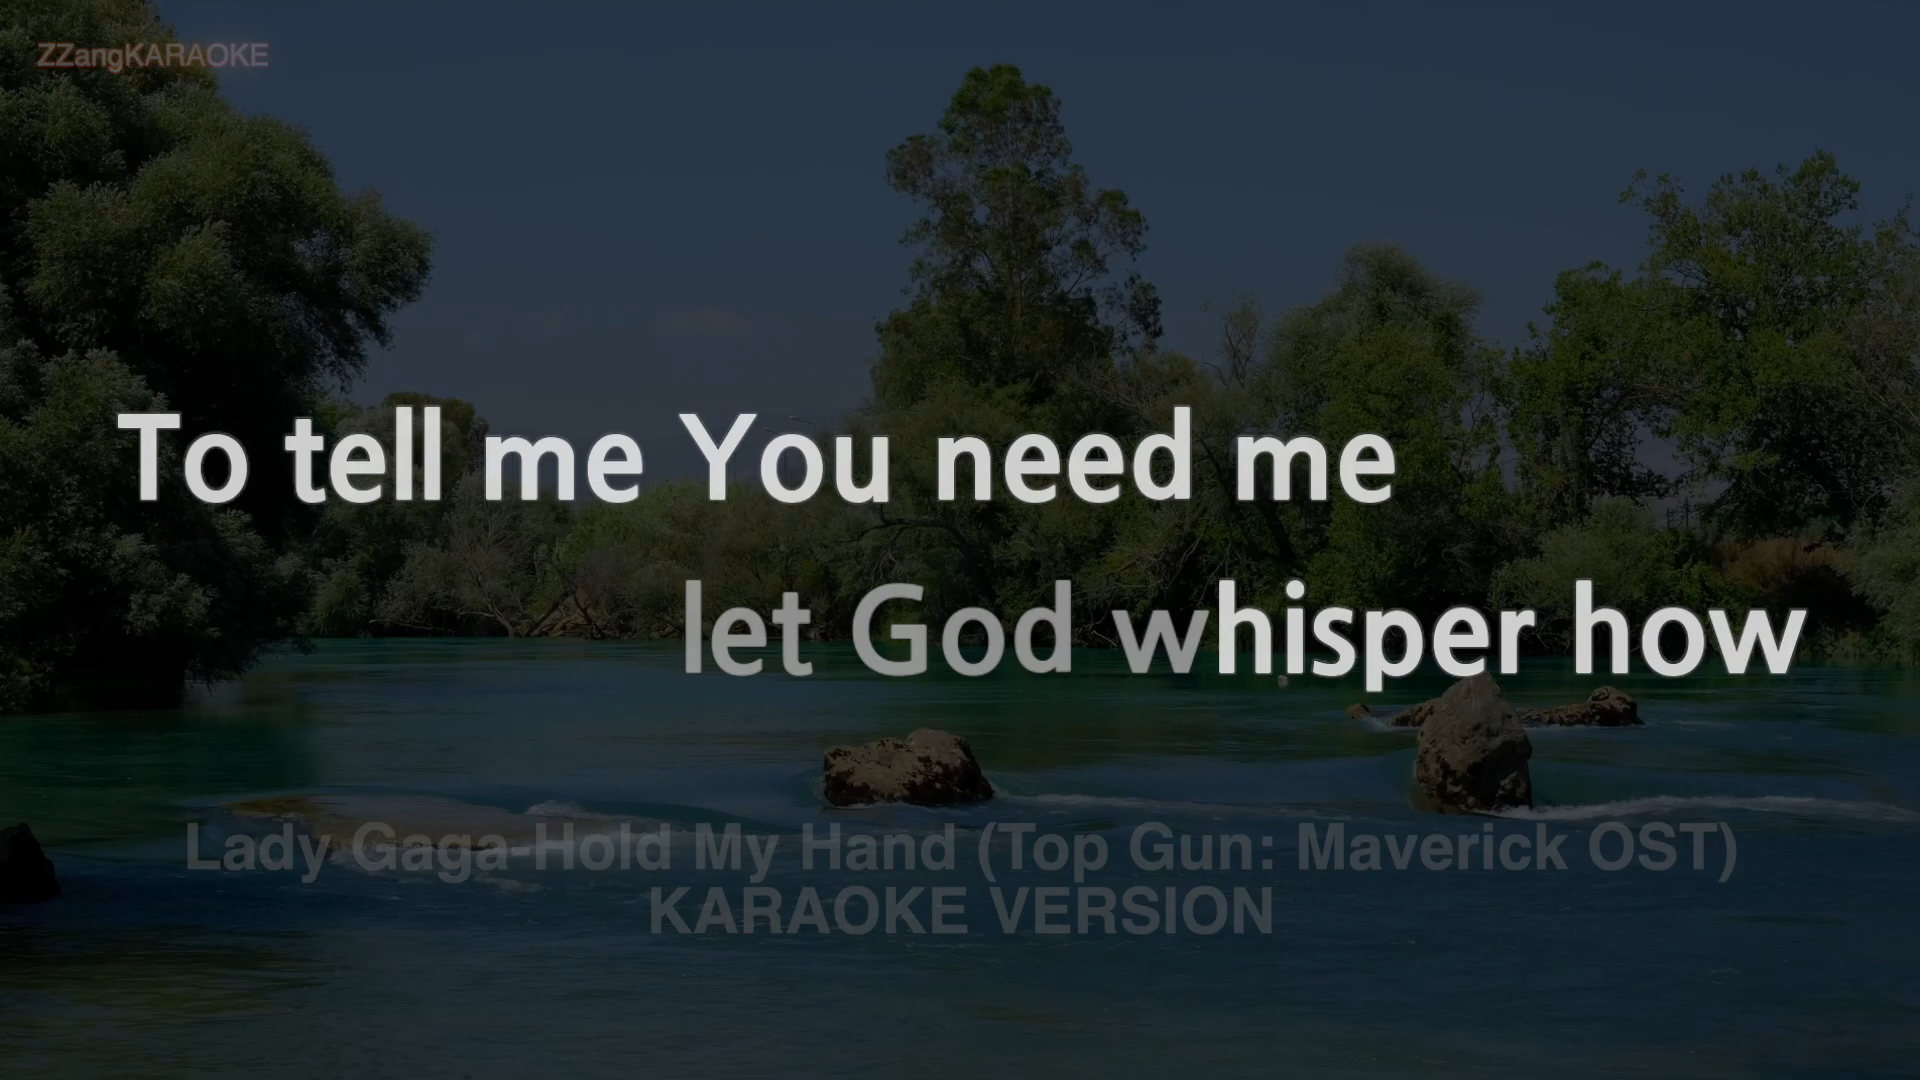 ZZangKARAOKE
To tell me You need me
let God whisper how
Lady Gaga-Hold My Hand (Top Gun: Maverick OST)
KARAOKE VERSION